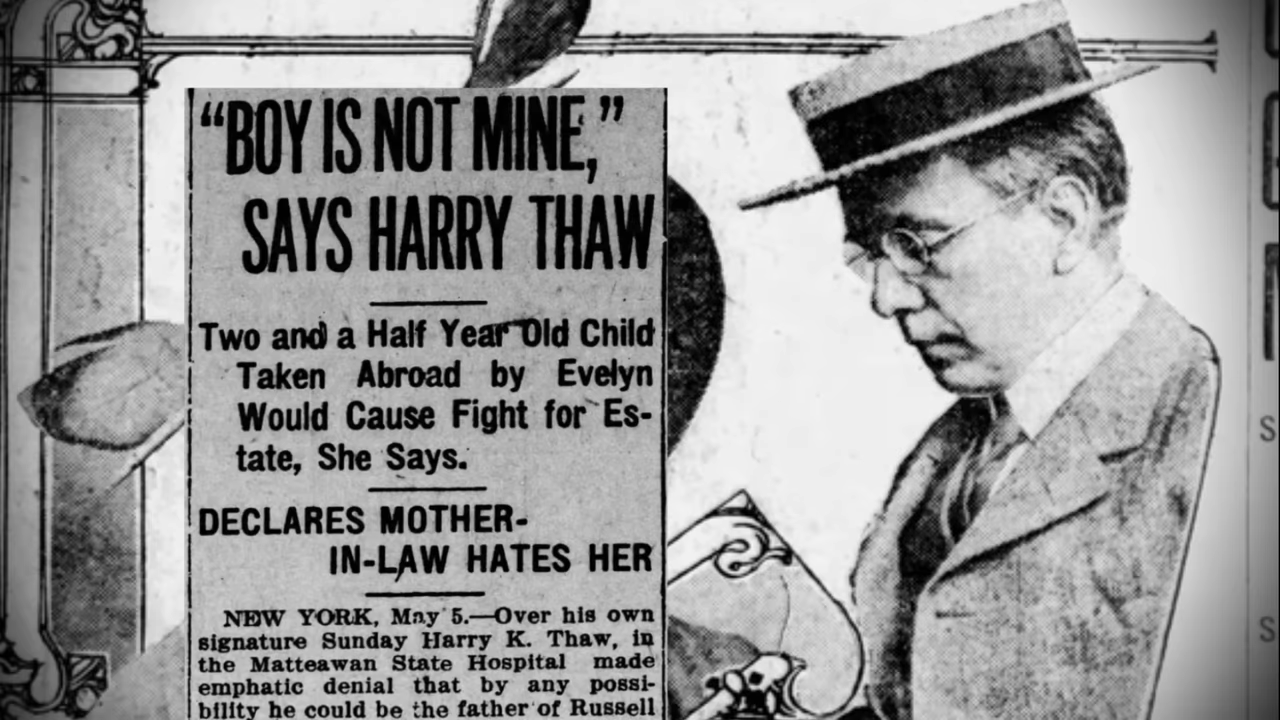 “BOY IS NOT MINE,”
SAYS HARRY THAW
Two and a Half Year Old Child
Taken Abroad by Evelyn
Would Cause Fight for Es-
tate, She Says.
DECLARES MOTHER-
IN-LAW HATES HER
NEW YORK, May 5.—Over his own
signature Sunday Harry K. Thaw, in
the Matteawan State Hospital made
emphatic denial that by any possi-
bility he could be the father of Russell
S
S